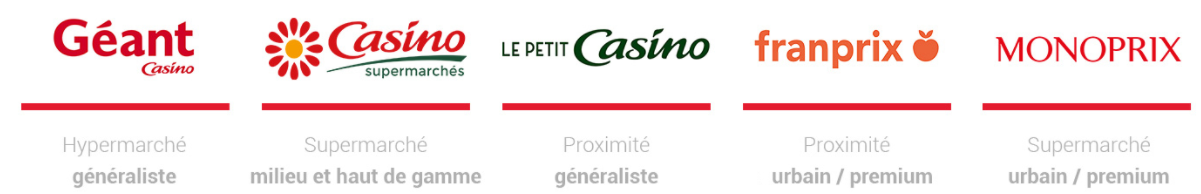 Géant
Casino
Casino
supermarchés
LE PETIT Casino
franprix
MONOPRIX
Hypermarché
généraliste
Supermarché
milieu et haut de gamme
Proximité
généraliste
Proximité
urbain / premium
Supermarché
urbain / premium